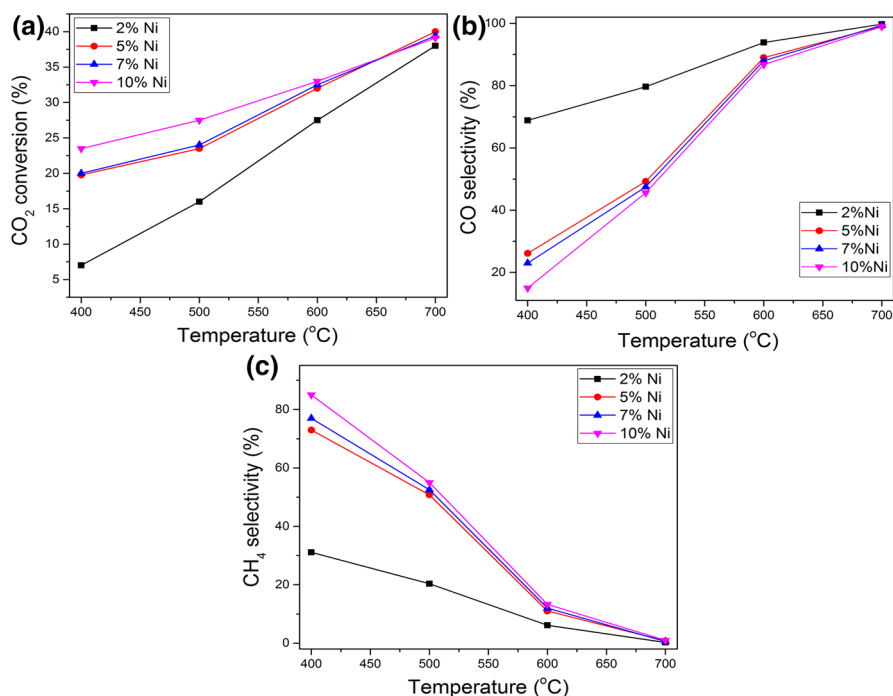 (a)
2% Ni
5% Ni
7% Ni
10% Ni
CO2 conversion (%)
40
35
30
25
20
15
10
5
400 450 500 550 600 650 700
Temperature (oC)
(b)
CO selectivity (%)
100
80
60
40
20
2%Ni
5%Ni
7%Ni
10%Ni
400 450 500 550 600 650 700
Temperature (oC)
(c)
2% Ni
5% Ni
7% Ni
10% Ni
CH4 selectivity (%)
80
60
40
20
0
400 450 500 550 600 650 700
Temperature (oC)